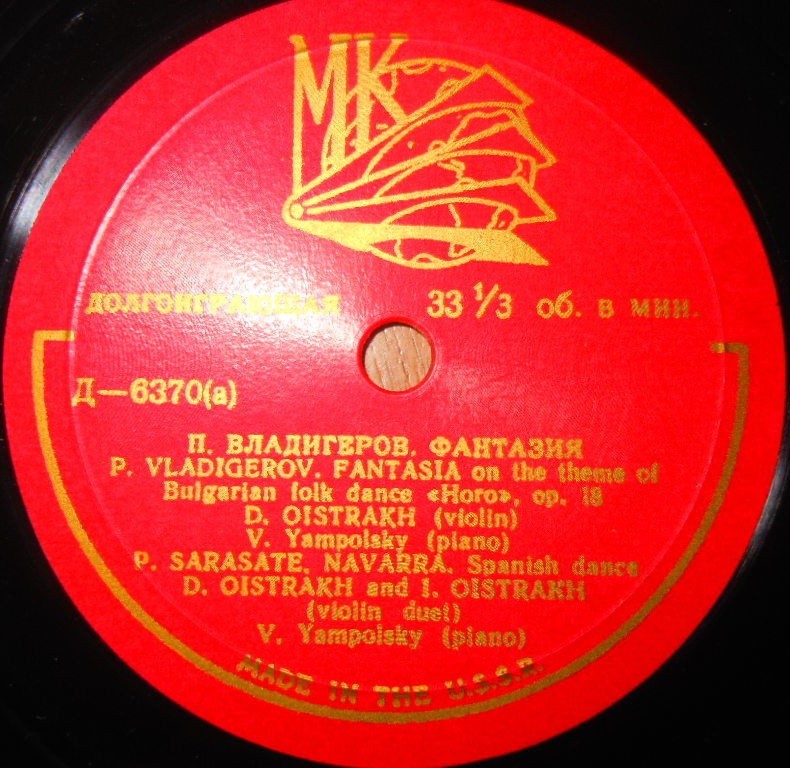 МК
ДОЛГОИГРАЮЩАЯ 33 1/3 об. в мин.
Д—6370(а)
П. ВЛАДИГЕРОВ. ФАНТАЗИЯ
P. VLADIGEROV. FANTASIA on the theme of
Bulgarian folk dance «Horo», op. 18
D. OISTRAKH (violin)
V. Yampolsky (piano)
P. SARASATE. NAVARRA. Spanish dance
D. OISTRAKH and I. OISTRAKH
(violin duet)
V. Yampolsky (piano)
MADE IN THE U.S.S.R.